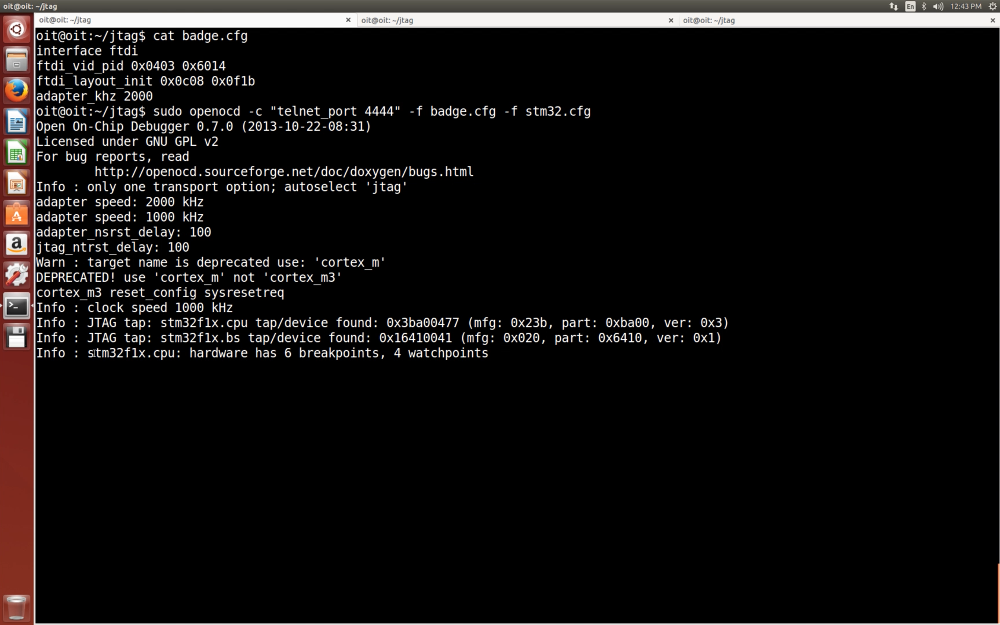 oit@oit: ~/jtag
En
12:43 PM
oit@oit: ~/jtag × oit@oit: ~/jtag × oit@oit: ~/jtag ×
oit@oit:~/jtag$ cat badge.cfg
interface ftdi
ftdi_vid_pid 0x0403 0x6014
ftdi_layout_init 0x0c08 0x0f1b
adapter_khz 2000
oit@oit:~/jtag$ sudo openocd -c "telnet_port 4444" -f badge.cfg -f stm32.cfg
Open On-Chip Debugger 0.7.0 (2013-10-22-08:31)
Licensed under GNU GPL v2
For bug reports, read
http://openocd.sourceforge.net/doc/doxygen/bugs.html
Info : only one transport option; autoselect 'jtag'
adapter speed: 2000 kHz
adapter speed: 1000 kHz
adapter_nsrst_delay: 100
jtag_ntrst_delay: 100
Warn : target name is deprecated use: 'cortex_m'
DEPRECATED! use 'cortex_m' not 'cortex_m3'
cortex_m3 reset_config sysresetreq
Info : clock speed 1000 kHz
Info : JTAG tap: stm32f1x.cpu tap/device found: 0x3ba00477 (mfg: 0x23b, part: 0xba00, ver: 0x3)
Info : JTAG tap: stm32f1x.bs tap/device found: 0x16410041 (mfg: 0x020, part: 0x6410, ver: 0x1)
Info : stm32f1x.cpu: hardware has 6 breakpoints, 4 watchpoints